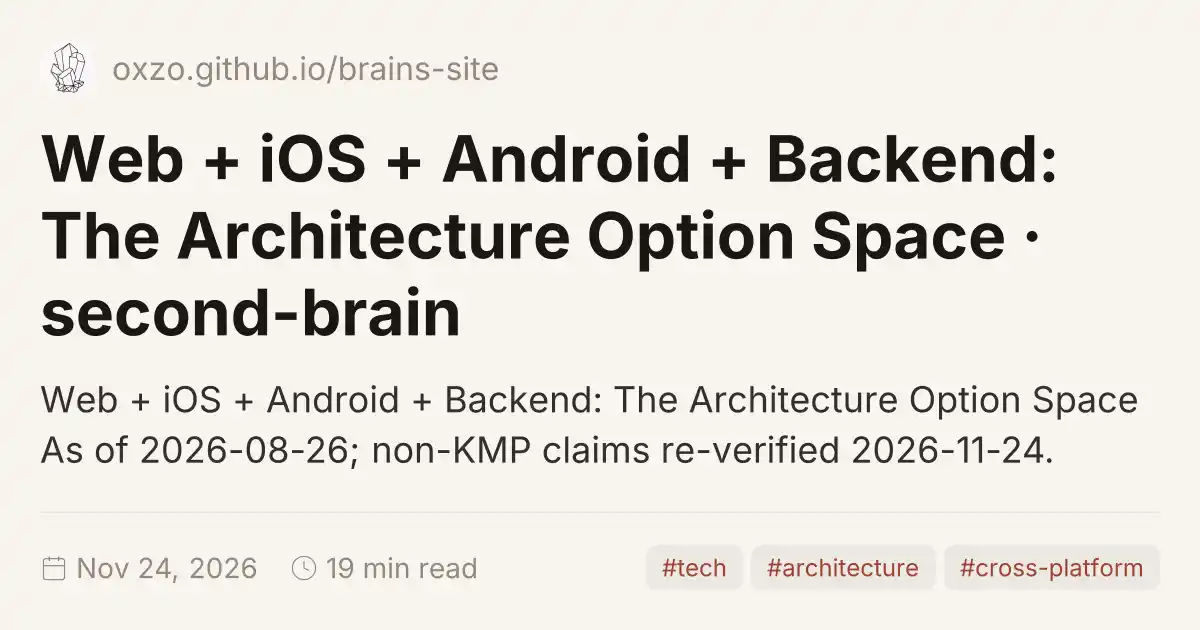 oxzo.github.io/brains-site
Web + iOS + Android + Backend:
The Architecture Option Space ·
second-brain
Web + iOS + Android + Backend: The Architecture Option Space
As of 2026-08-26; non-KMP claims re-verified 2026-11-24.
Nov 24, 2026 19 min read #tech #architecture #cross-platform